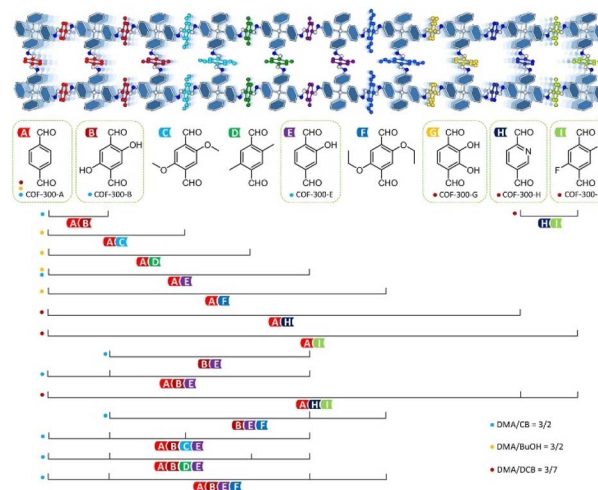 A B C D E F G H I
CHO CHO CHO CHO CHO CHO CHO CHO CHO
OH OH OH N
HO O O O O OH F
CHO CHO CHO CHO CHO CHO CHO CHO CHO
COF-300-A COF-300-B COF-300-E COF-300-G COF-300-H COF-300-
A B H I
A C
A D
A E
A F
A H
A I
B E
A B E
A H I
B E F
DMA/CB = 3/2
A B C E
DMA/BuOH = 3/2
A B D E
DMA/DCB = 3/7
A B E F